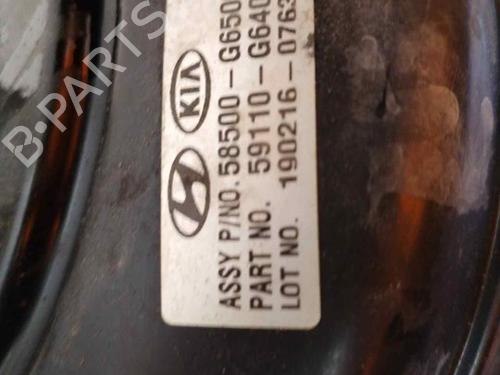 KIA
ASSY P/NO. 58500-G650
PART NO. 59110-G640
LOT NO. 190216-0763
B-PARTS